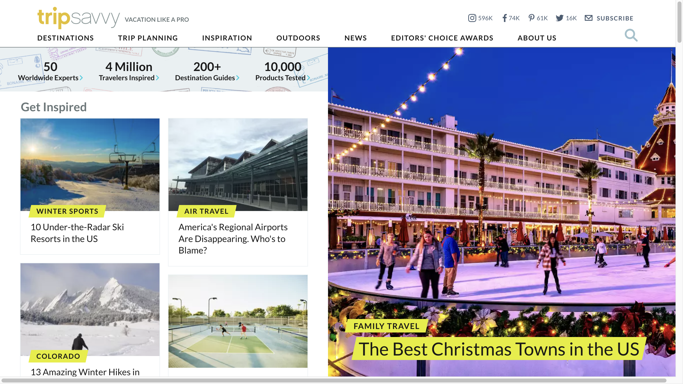 tripsavvy VACATION LIKE A PRO
596K 74K 61K 16K SUBSCRIBE
DESTINATIONS TRIP PLANNING INSPIRATION OUTDOORS NEWS EDITORS' CHOICE AWARDS ABOUT US
50 4 Million 200+ 10,000
Worldwide Experts Travelers Inspired Destination Guides Products Tested
Get Inspired
WINTER SPORTS
10 Under-the-Radar Ski
Resorts in the US
AIR TRAVEL
America's Regional Airports
Are Disappearing. Who's to
Blame?
COLORADO
13 Amazing Winter Hikes in
FAMILY TRAVEL
The Best Christmas Towns in the US